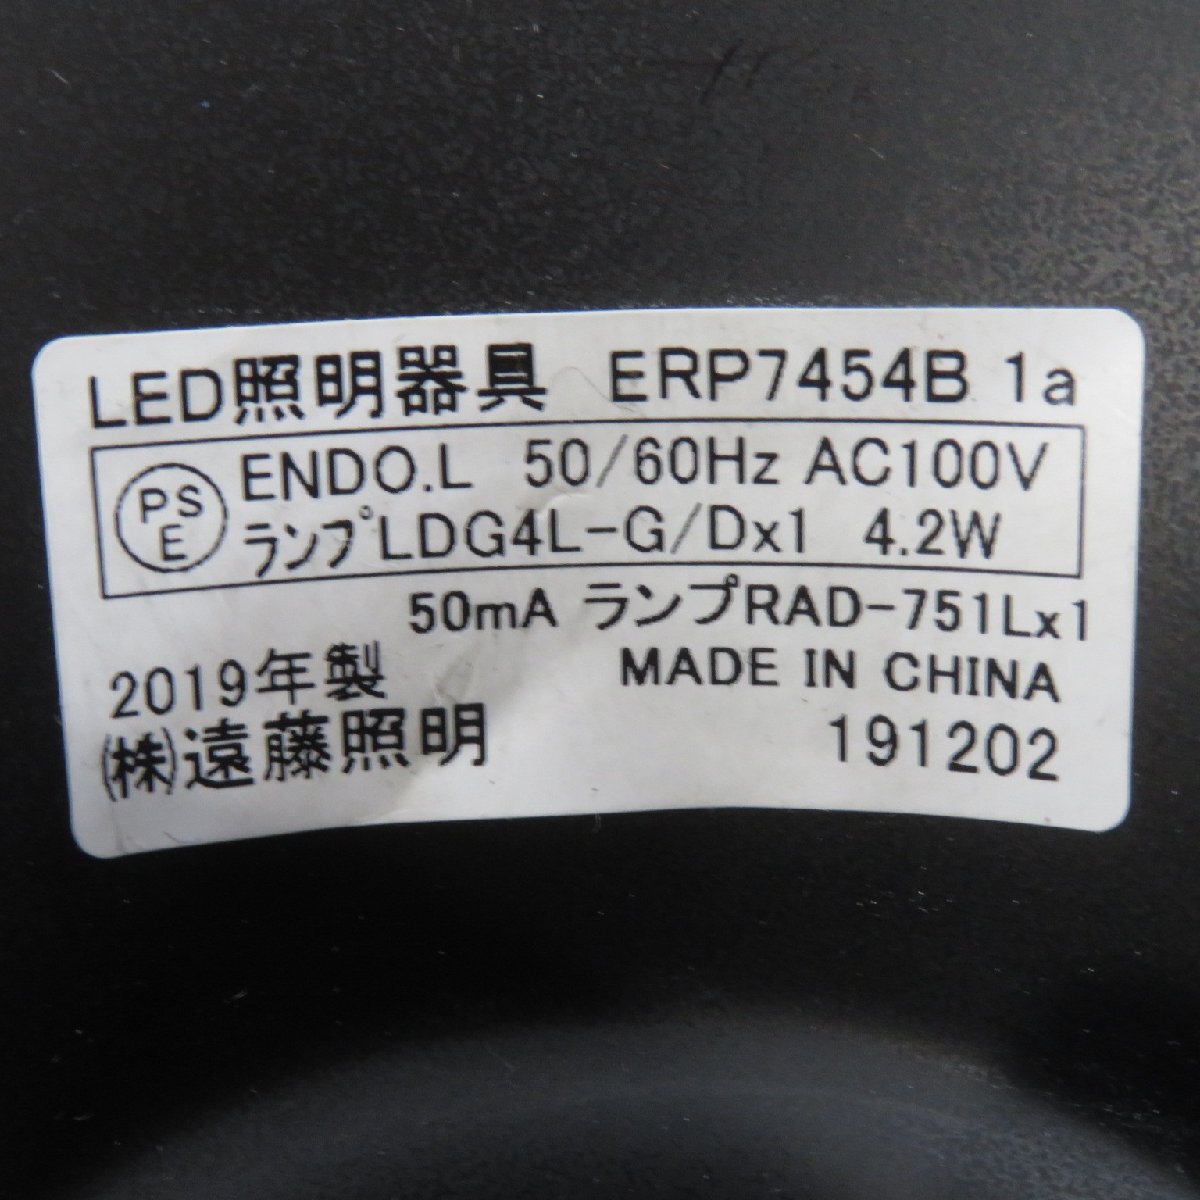 LED照明器具 ERP7454B 1a
PS
E
ENDO.L 50/60Hz AC100V
ランプLDG4L-G/Dx1 4.2W
50mA ランプRAD-751Lx1
2019年製 MADE IN CHINA
(株)遠藤照明 191202